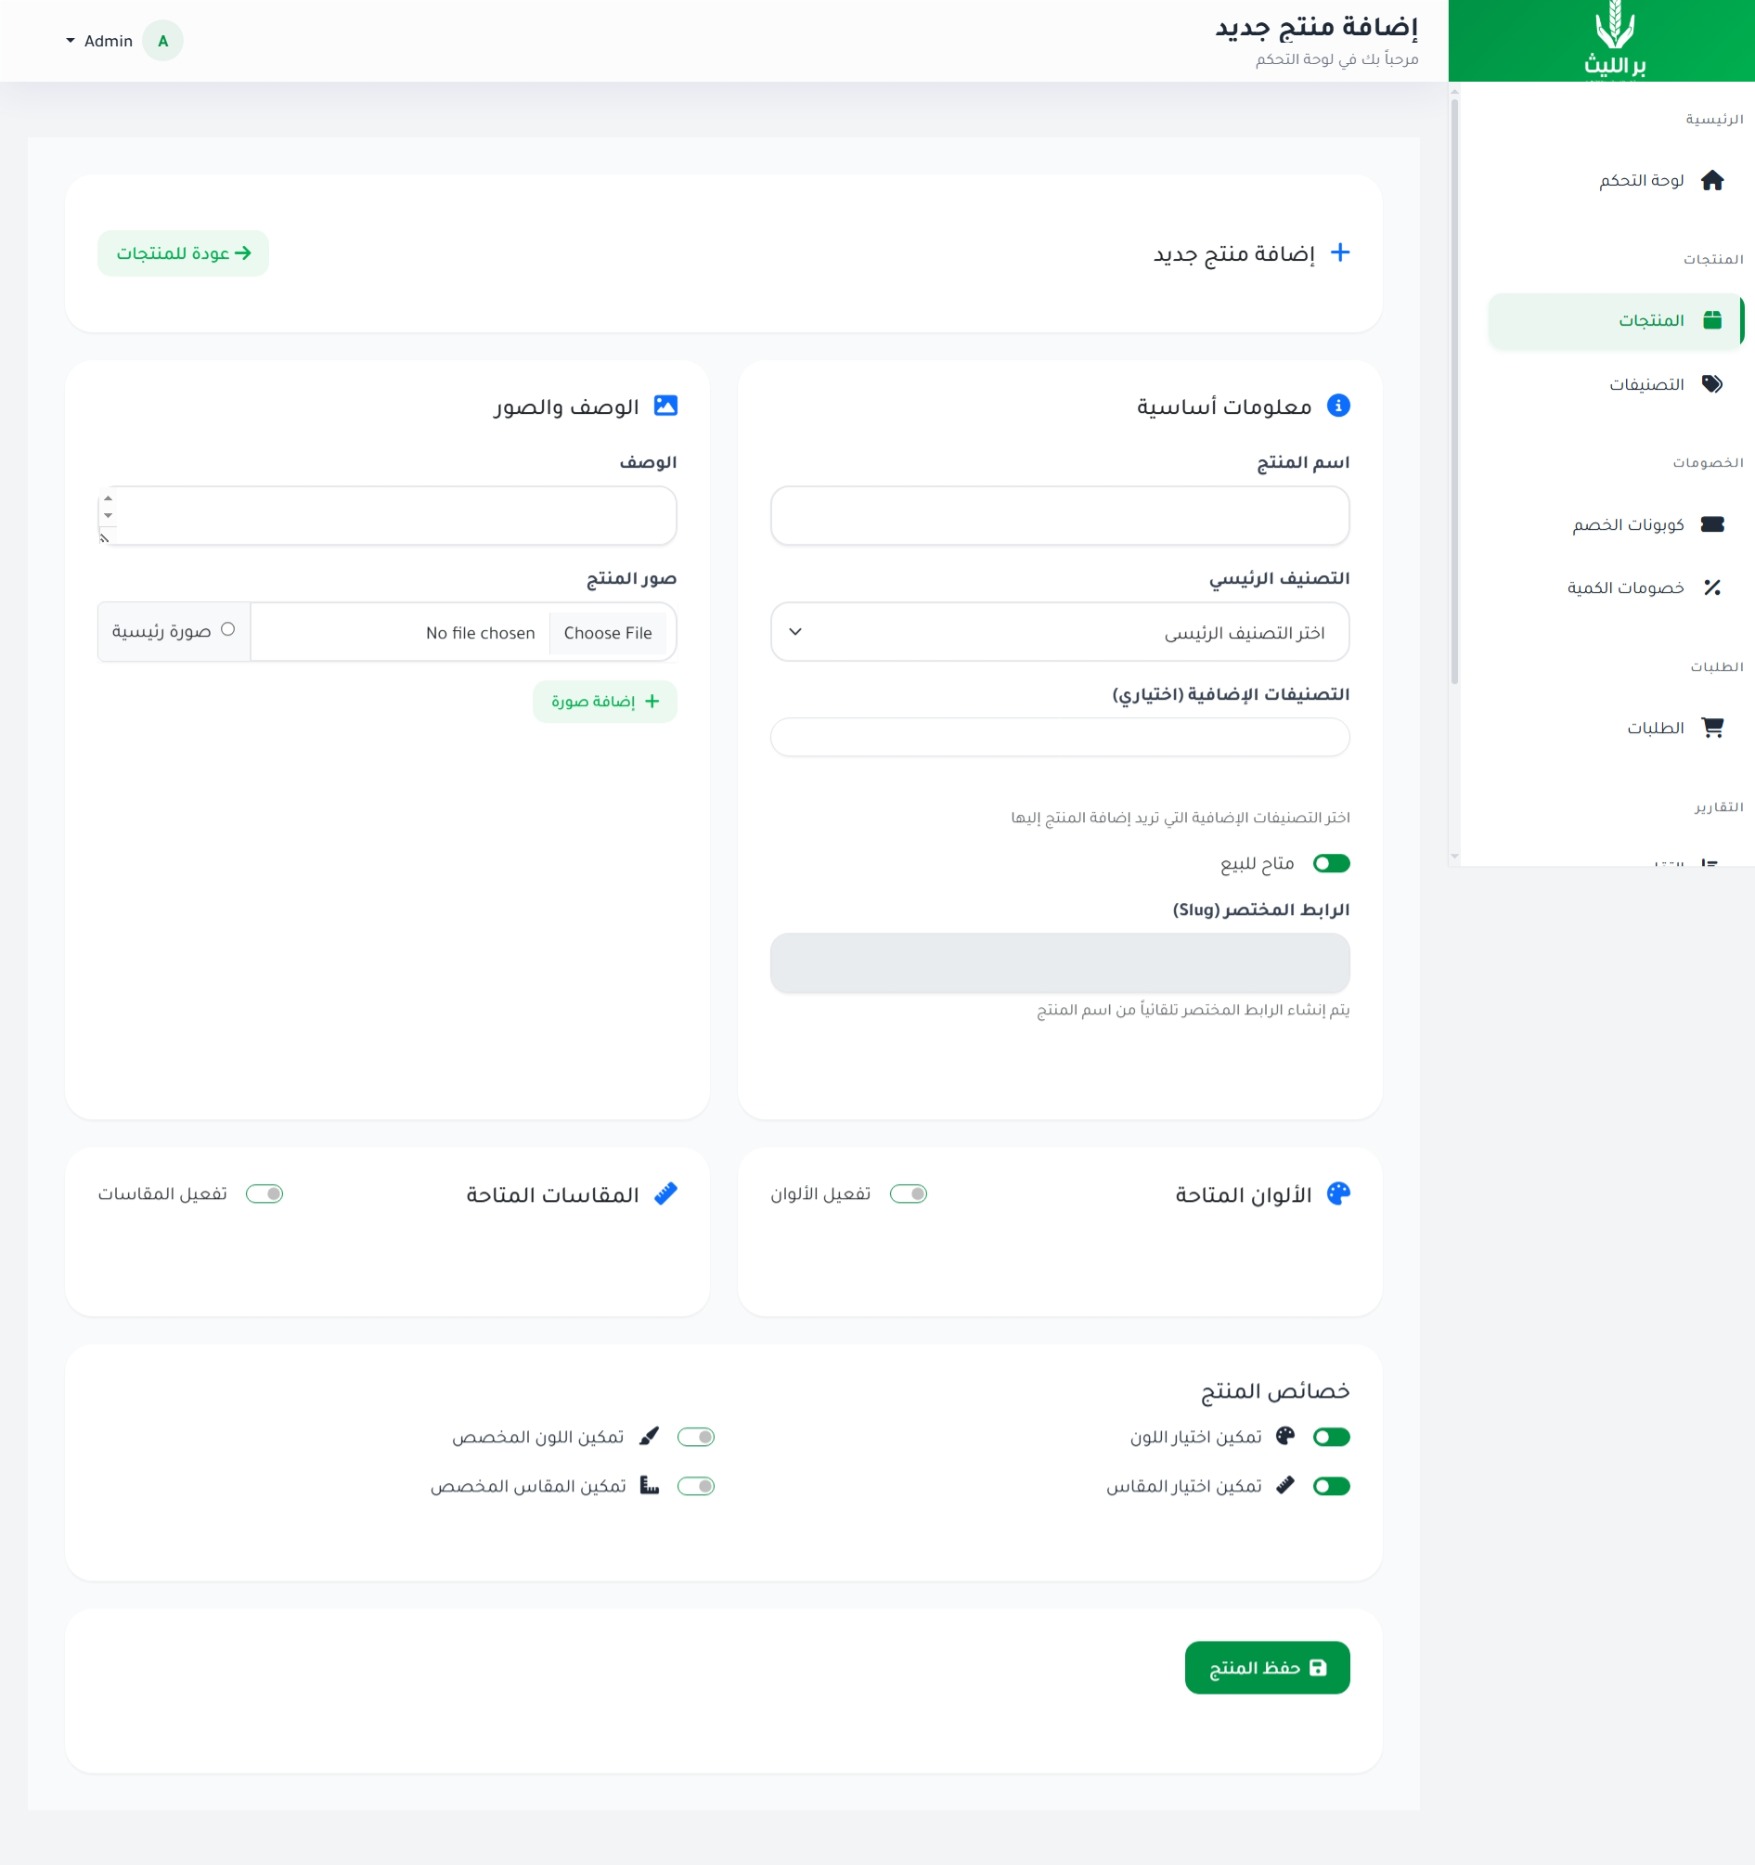 بر الليث
إضافة منتج جديد
مرحباً بك في لوحة التحكم
A Admin
الرئيسية
لوحة التحكم
المنتجات
المنتجات
التصنيفات
الخصومات
كوبونات الخصم
خصومات الكمية
الطلبات
الطلبات
التقارير
إضافة منتج جديد
عودة للمنتجات
معلومات أساسية
اسم المنتج
التصنيف الرئيسي
اختر التصنيف الرئيسي
التصنيفات الإضافية (اختياري)
اختر التصنيفات الإضافية التي تريد إضافة المنتج إليها
متاح للبيع
الرابط المختصر (Slug)
يتم إنشاء الرابط المختصر تلقائياً من اسم المنتج
الوصف والصور
الوصف
صور المنتج
Choose File No file chosen
صورة رئيسية
إضافة صورة
الألوان المتاحة
تفعيل الألوان
المقاسات المتاحة
تفعيل المقاسات
خصائص المنتج
تمكين اختيار اللون
تمكين اللون المخصص
تمكين اختيار المقاس
تمكين المقاس المخصص
حفظ المنتج